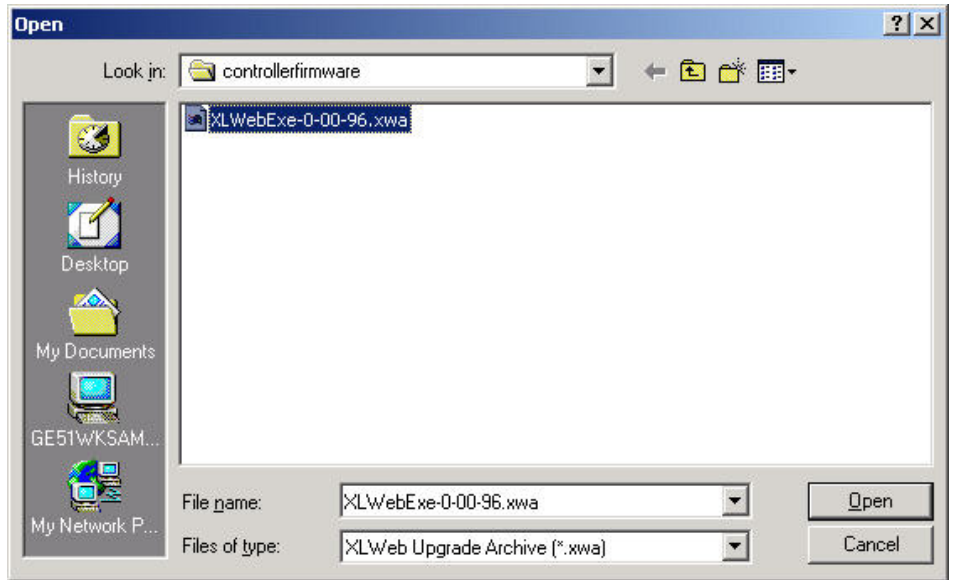 Open
Look in: controllerfirmware
XLWebExe-0-00-96.xwa
History
Desktop
My Documents
GE51WKSAM...
My Network P...
File name: XLWebExe-0-00-96.xwa Open
Files of type: XLWeb Upgrade Archive (*.xwa) Cancel